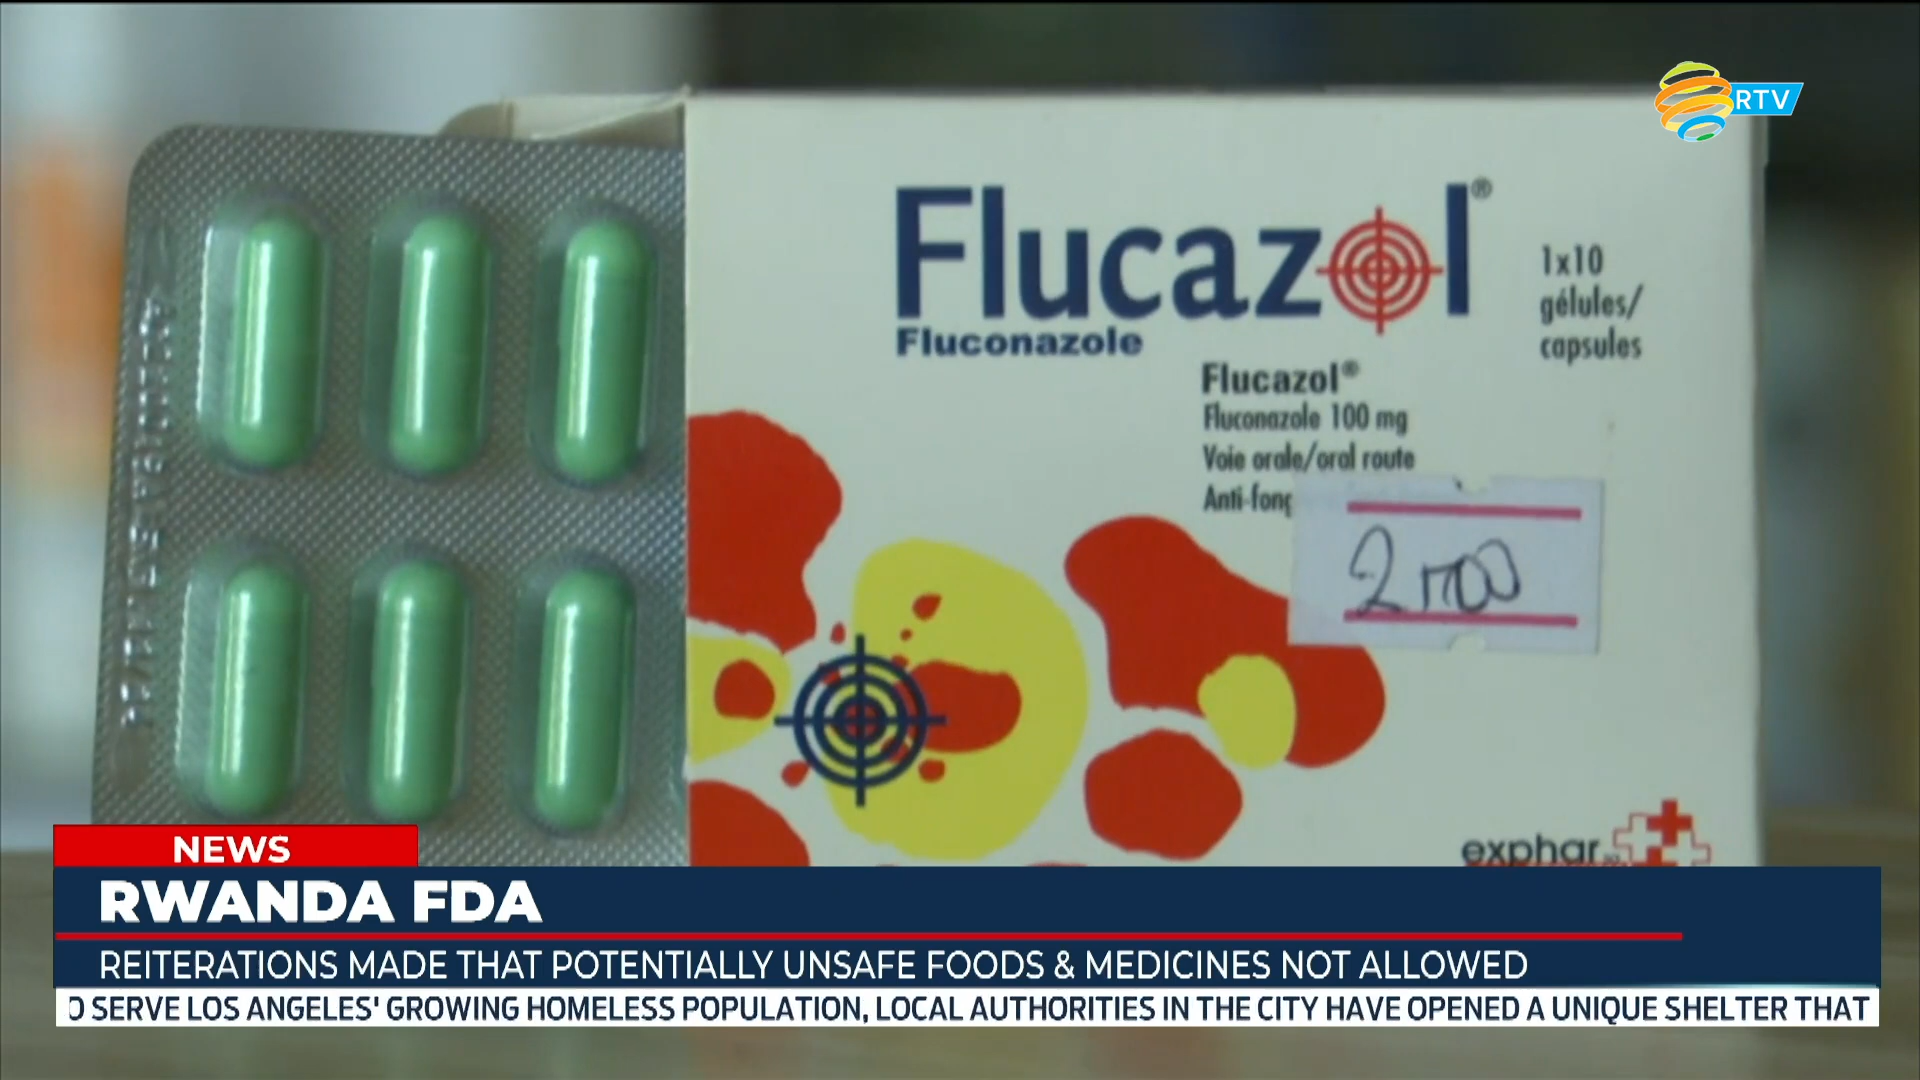 RTV
Flucazol®
Fluconazole
1x10
gélules/
capsules
Flucazol®
Fluconazole 100 mg
Voie orale/oral route
Anti-fong
exphar
NEWS
RWANDA FDA
REITERATIONS MADE THAT POTENTIALLY UNSAFE FOODS & MEDICINES NOT ALLOWED
O SERVE LOS ANGELES' GROWING HOMELESS POPULATION, LOCAL AUTHORITIES IN THE CITY HAVE OPENED A UNIQUE SHELTER THAT